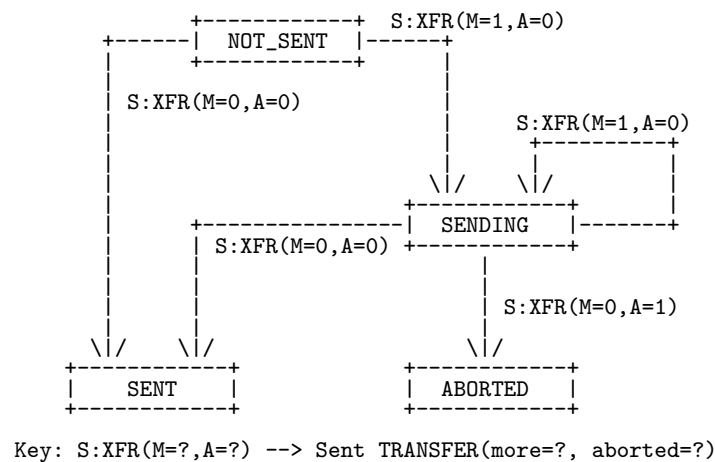 S:XFR(M=1,A=0)
NOT_SENT
S:XFR(M=0,A=0)
S:XFR(M=1,A=0)
SENDING
S:XFR(M=0,A=0)
S:XFR(M=0,A=1)
SENT ABORTED
Key: S:XFR(M=?,A=?) --> Sent TRANSFER(more=?, aborted=?)